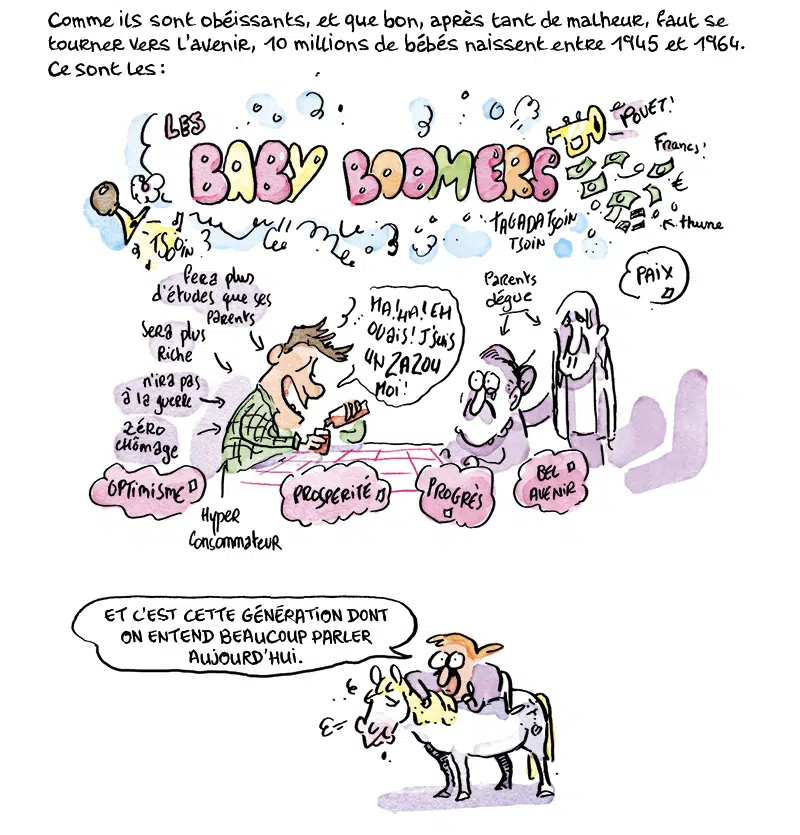 Comme ils sont obéissants, et que bon, après tant de malheur, faut se
tourner vers l'avenir, 10 millions de bébés naissent entre 1945 et 1964.
Ce sont les :
LES
BABY BOOMERS
POUET!
Francs!
€
thune
TSOIN
TAGADA TSOIN
TSOIN
PAIX
Fera plus
d'études que ses
Parents
Sera plus
Riche
n'ira pas
à la guerre
ZÉRO
chômage
HA! HA! EH
OUAIS! J'SUIS
UN ZAZOU
MOI!
Parents
dégue
OPTIMISME
PROSPERITÉ
PROGRÈS
BEL
AVENIR
Hyper
Consommateur
ET C'EST CETTE GÉNÉRATION DONT
ON ENTEND BEAUCOUP PARLER
AUJOURD'HUI.